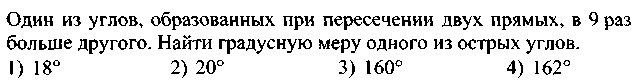 Один из углов, образованных при пересечении двух прямых, в 9 раз
больше другого. Найти градусную меру одного из острых углов.
1) 18° 2) 20° 3) 160° 4) 162°